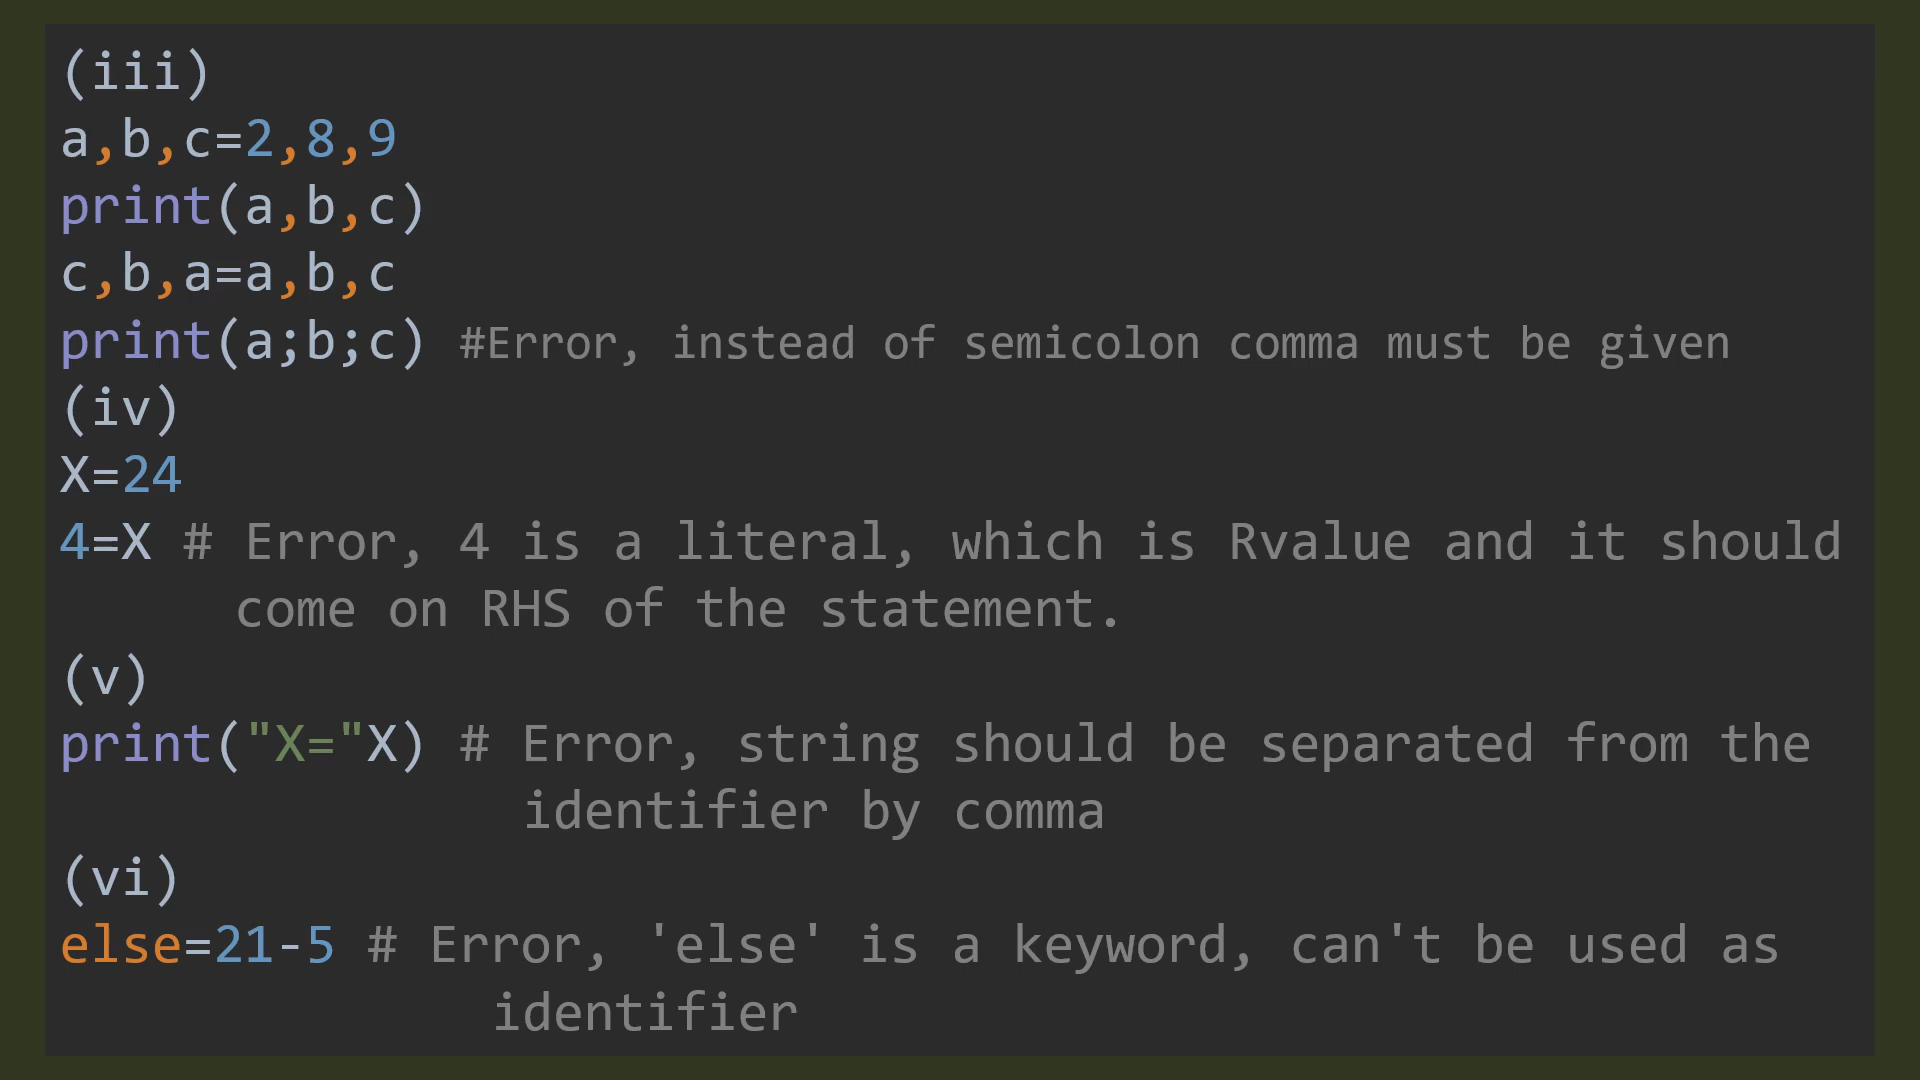 (iii)
a,b,c=2,8,9
print(a,b,c)
c,b,a=a,b,c
print(a;b;c) #Error, instead of semicolon comma must be given
(iv)
X=24
4=X # Error, 4 is a literal, which is Rvalue and it should
come on RHS of the statement.
(v)
print("X="X) # Error, string should be separated from the
identifier by comma
(vi)
else=21-5 # Error, 'else' is a keyword, can't be used as
identifier